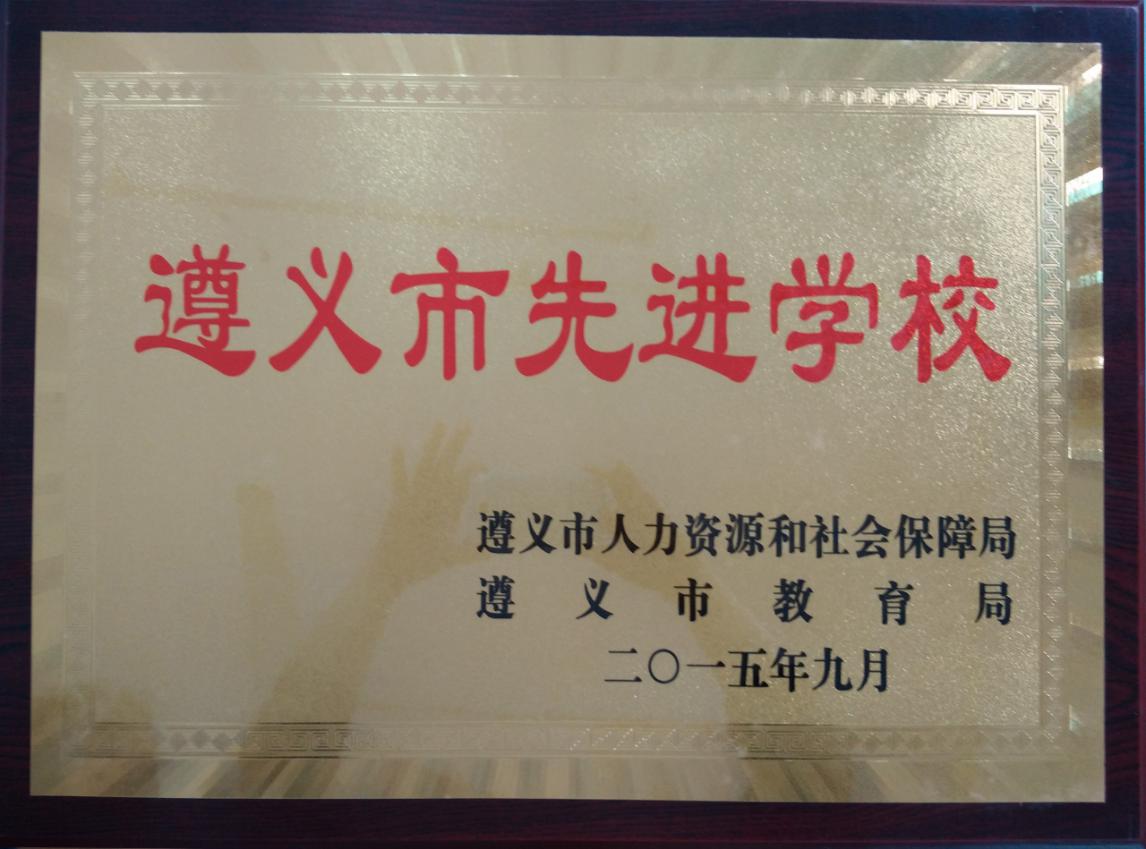 遵义市先进学校
遵义市人力资源和社会保障局
遵义市教育局
二〇一五年九月